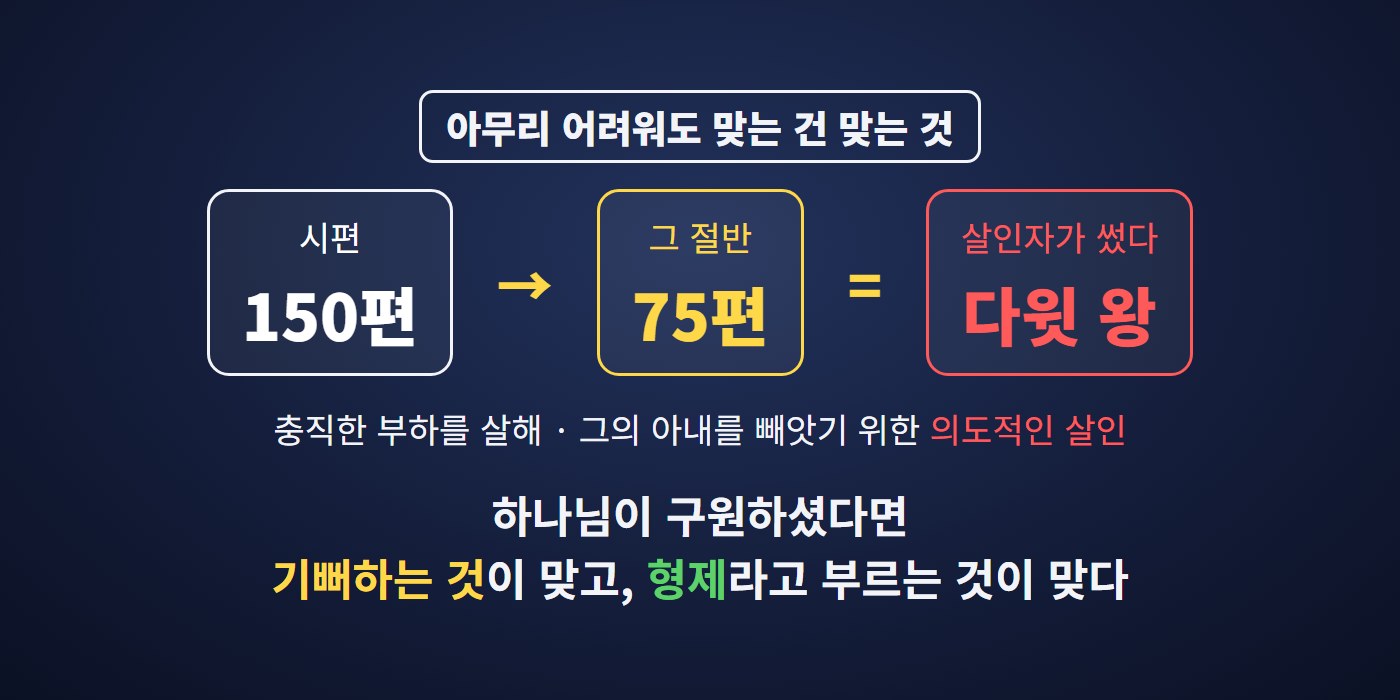 아무리 어려워도 맞는 건 맞는 것
시편
150편
→
그 절반
75편
=
살인자가 썼다
다윗 왕
충직한 부하를 살해 · 그의 아내를 빼앗기 위한 의도적인 살인
하나님이 구원하셨다면
기뻐하는 것이 맞고, 형제라고 부르는 것이 맞다